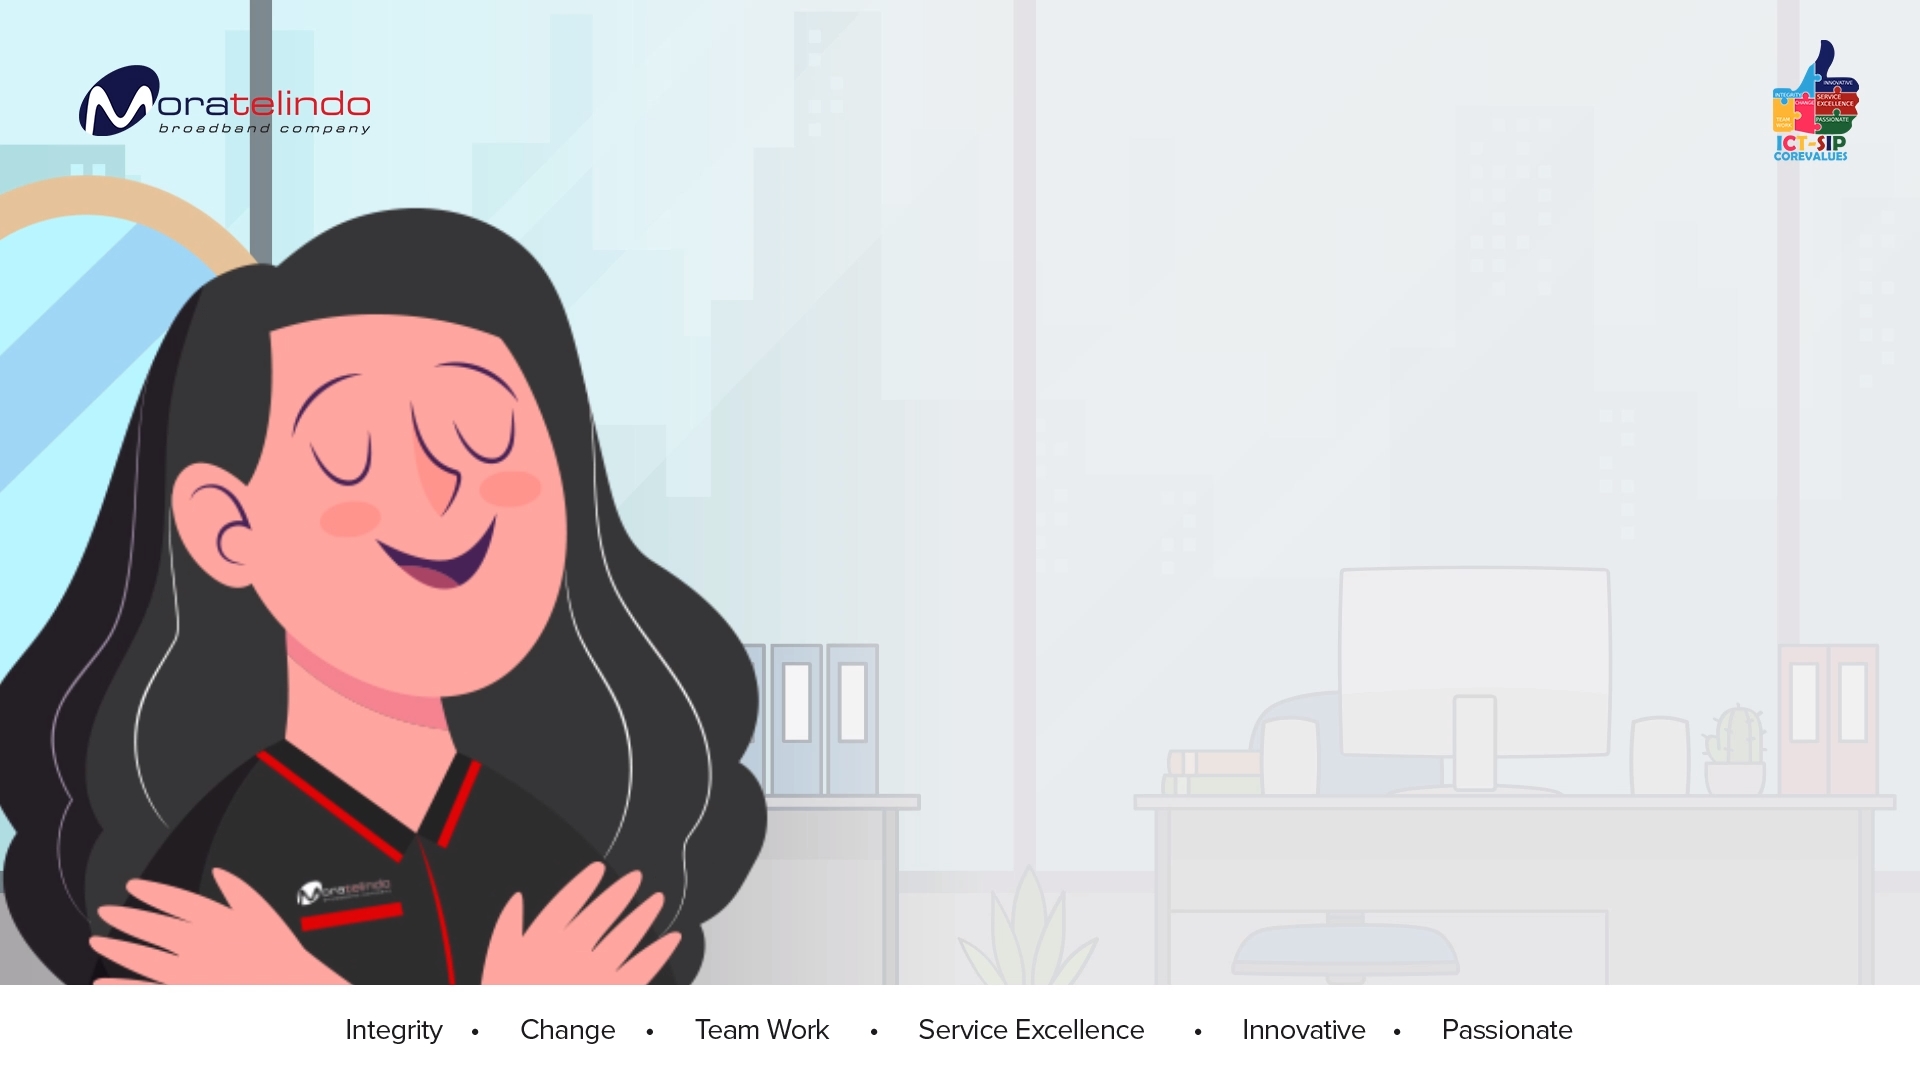 Moratelindo
broadband company
INNOVATIVE
INTEGRITY
SERVICE
EXCELLENCE
CHANGE
TEAM
WORK
PASSIONATE
ICT-SIP
COREVALUES
Moratelindo
Integrity • Change • Team Work • Service Excellence • Innovative • Passionate